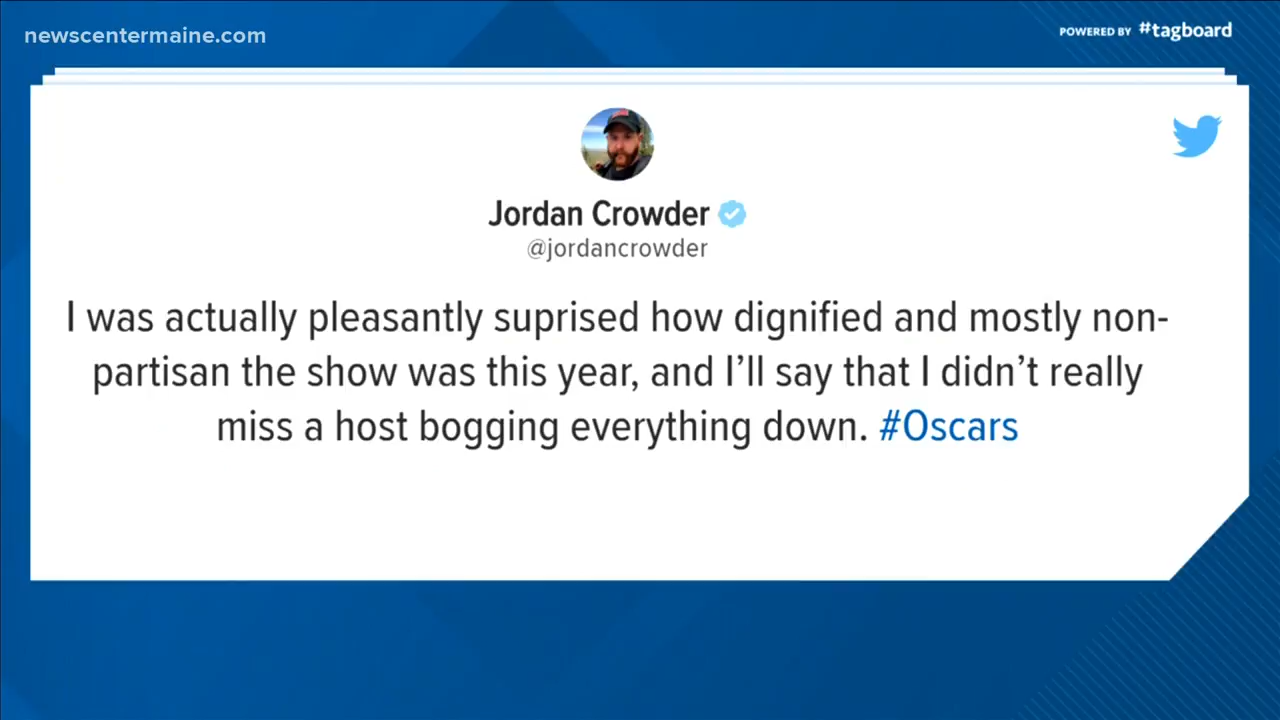 newscentermaine.com
POWERED BY #tagboard
Jordan Crowder
@jordancrowder
I was actually pleasantly suprised how dignified and mostly non-
partisan the show was this year, and I’ll say that I didn’t really
miss a host bogging everything down. #Oscars